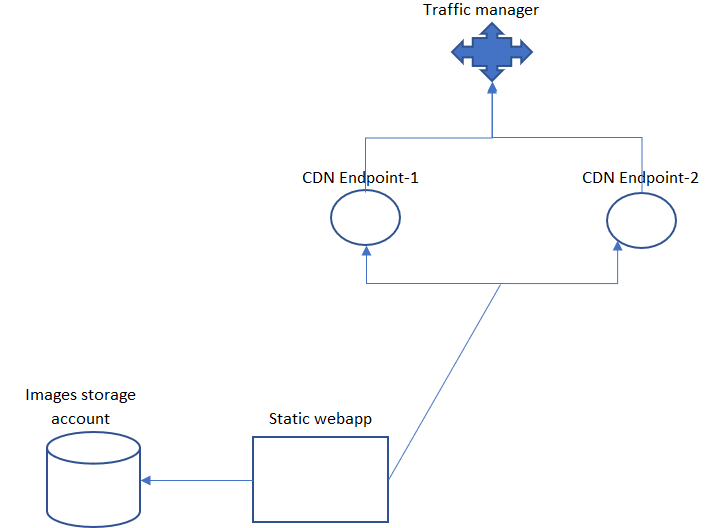 Traffic manager
CDN Endpoint-1
CDN Endpoint-2
Images storage
account
Static webapp